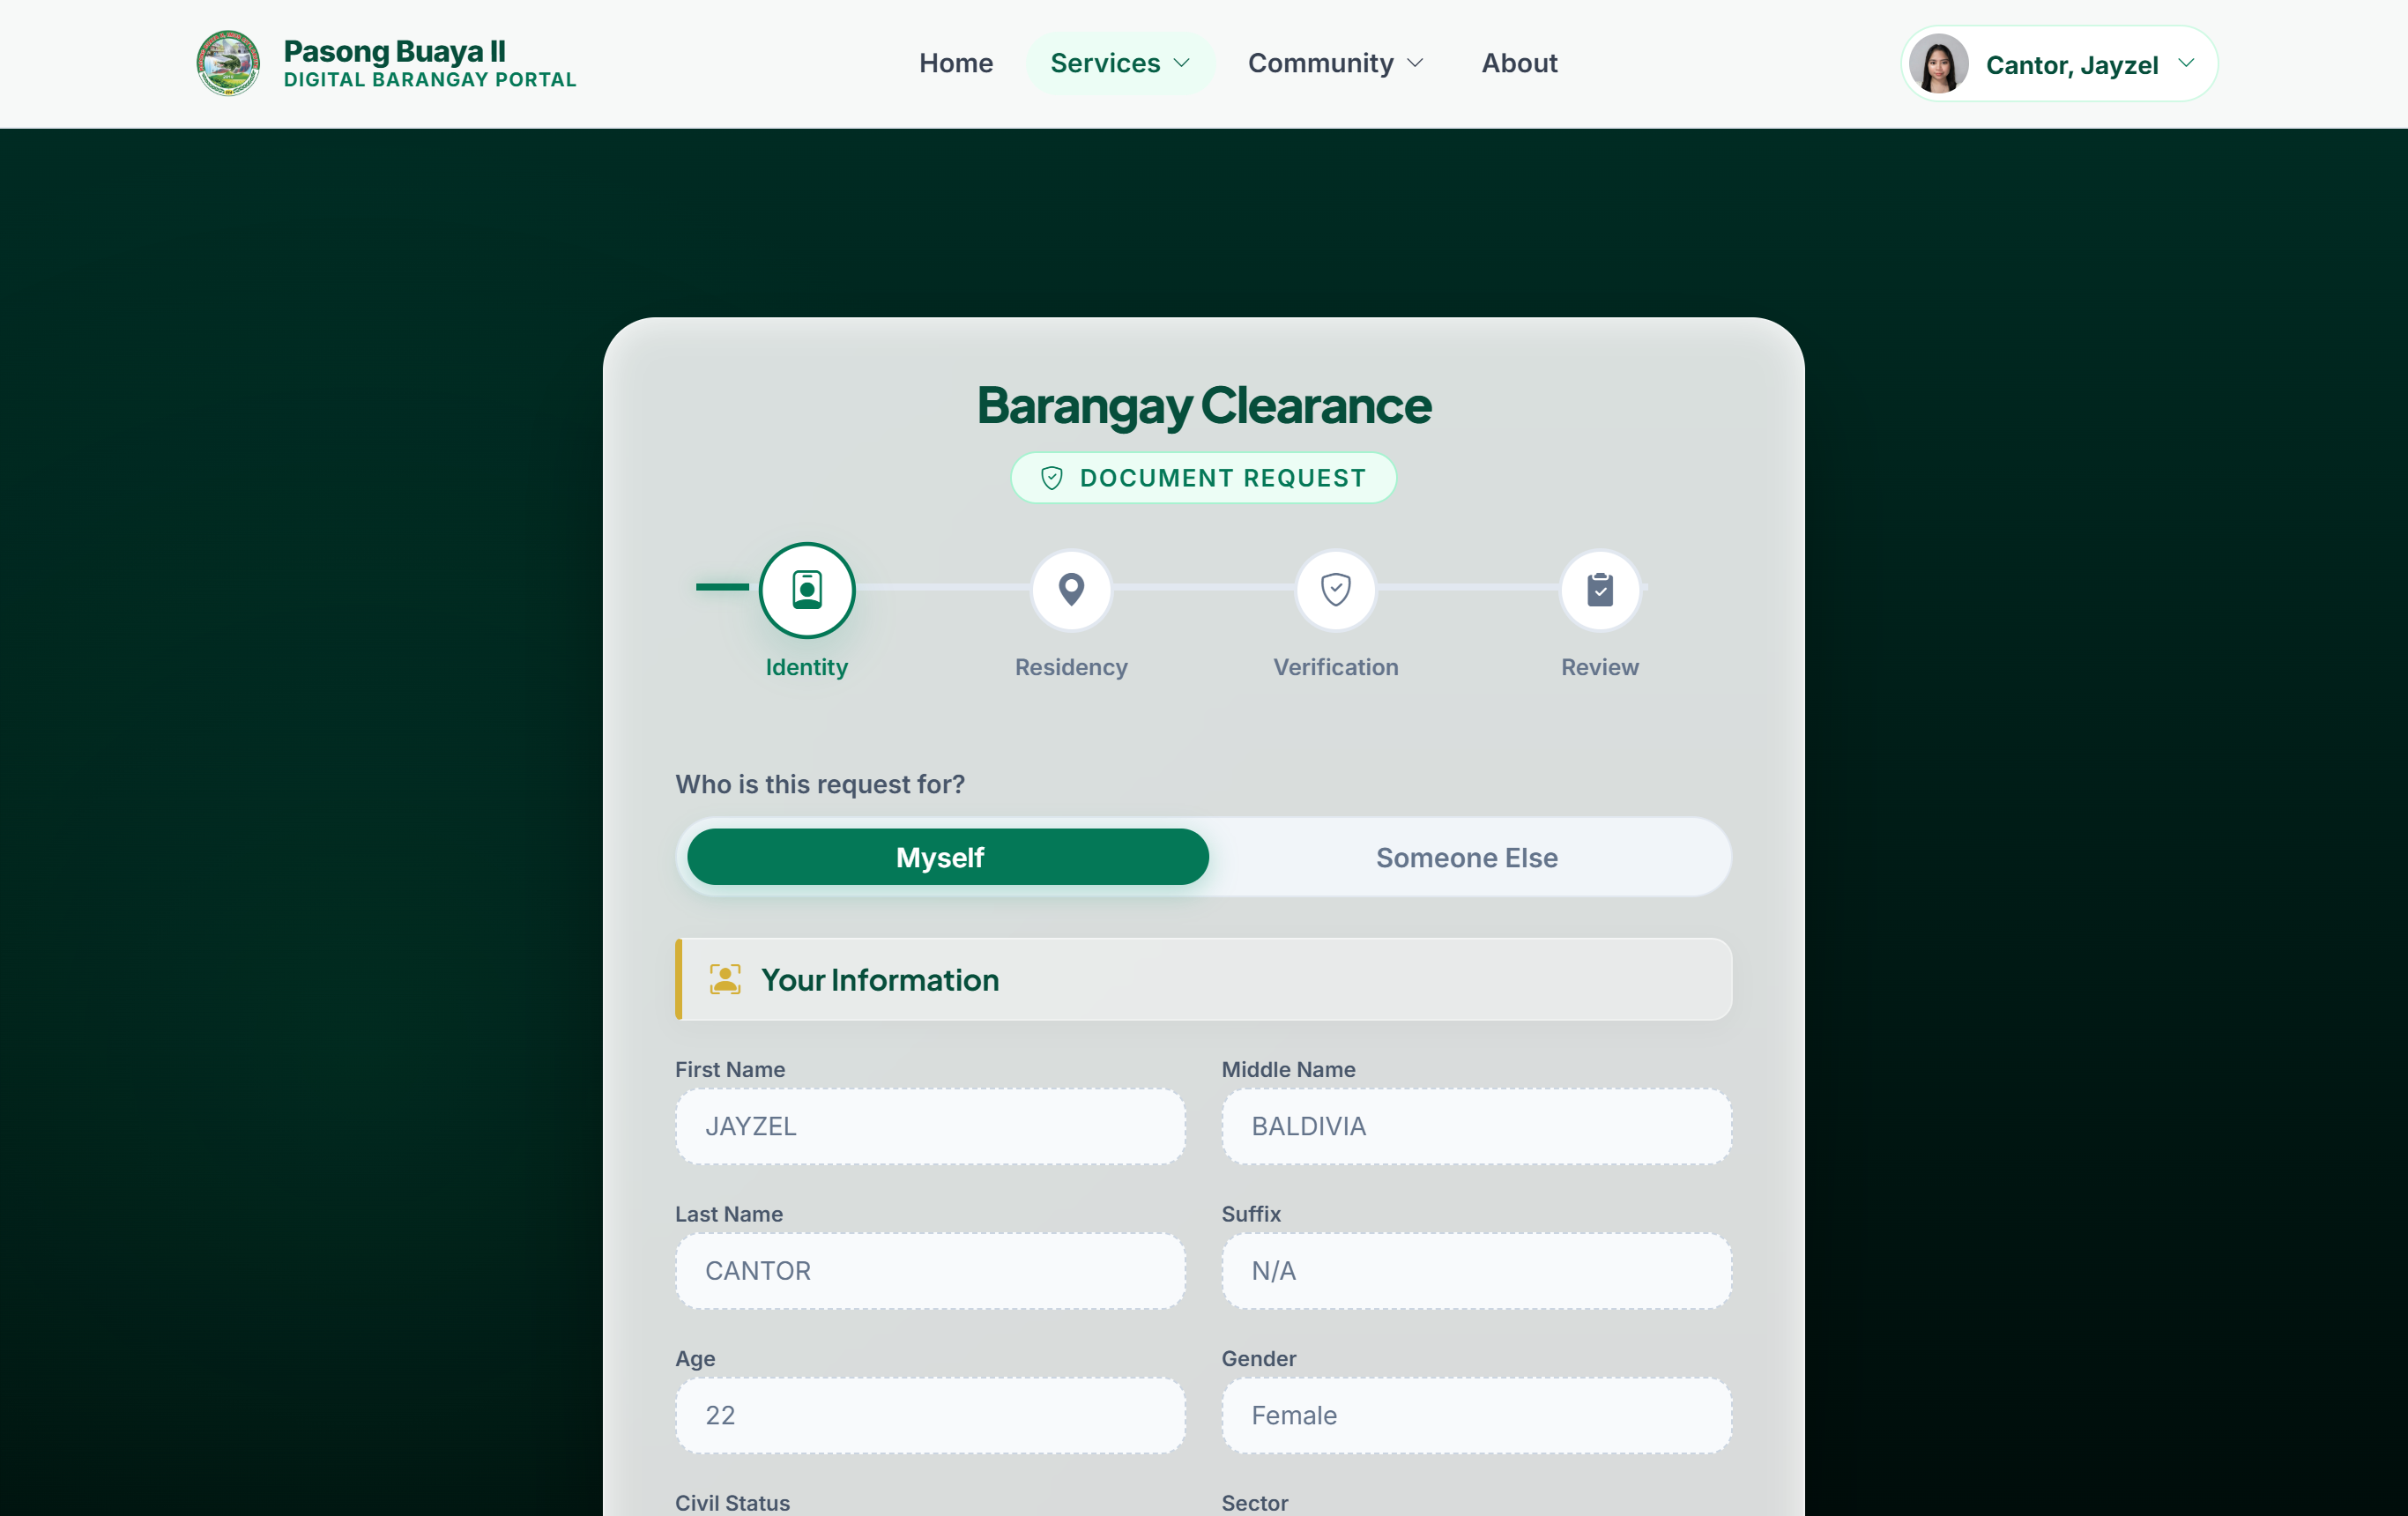 Pasong Buaya II
DIGITAL BARANGAY PORTAL
Home
Services
Community
About
Cantor, Jayzel
Barangay Clearance
DOCUMENT REQUEST
Identity
Residency
Verification
Review
Who is this request for?
Myself
Someone Else
Your Information
First Name
Middle Name
JAYZEL
BALDIVIA
Last Name
Suffix
CANTOR
N/A
Age
Gender
22
Female
Civil Status
Sector